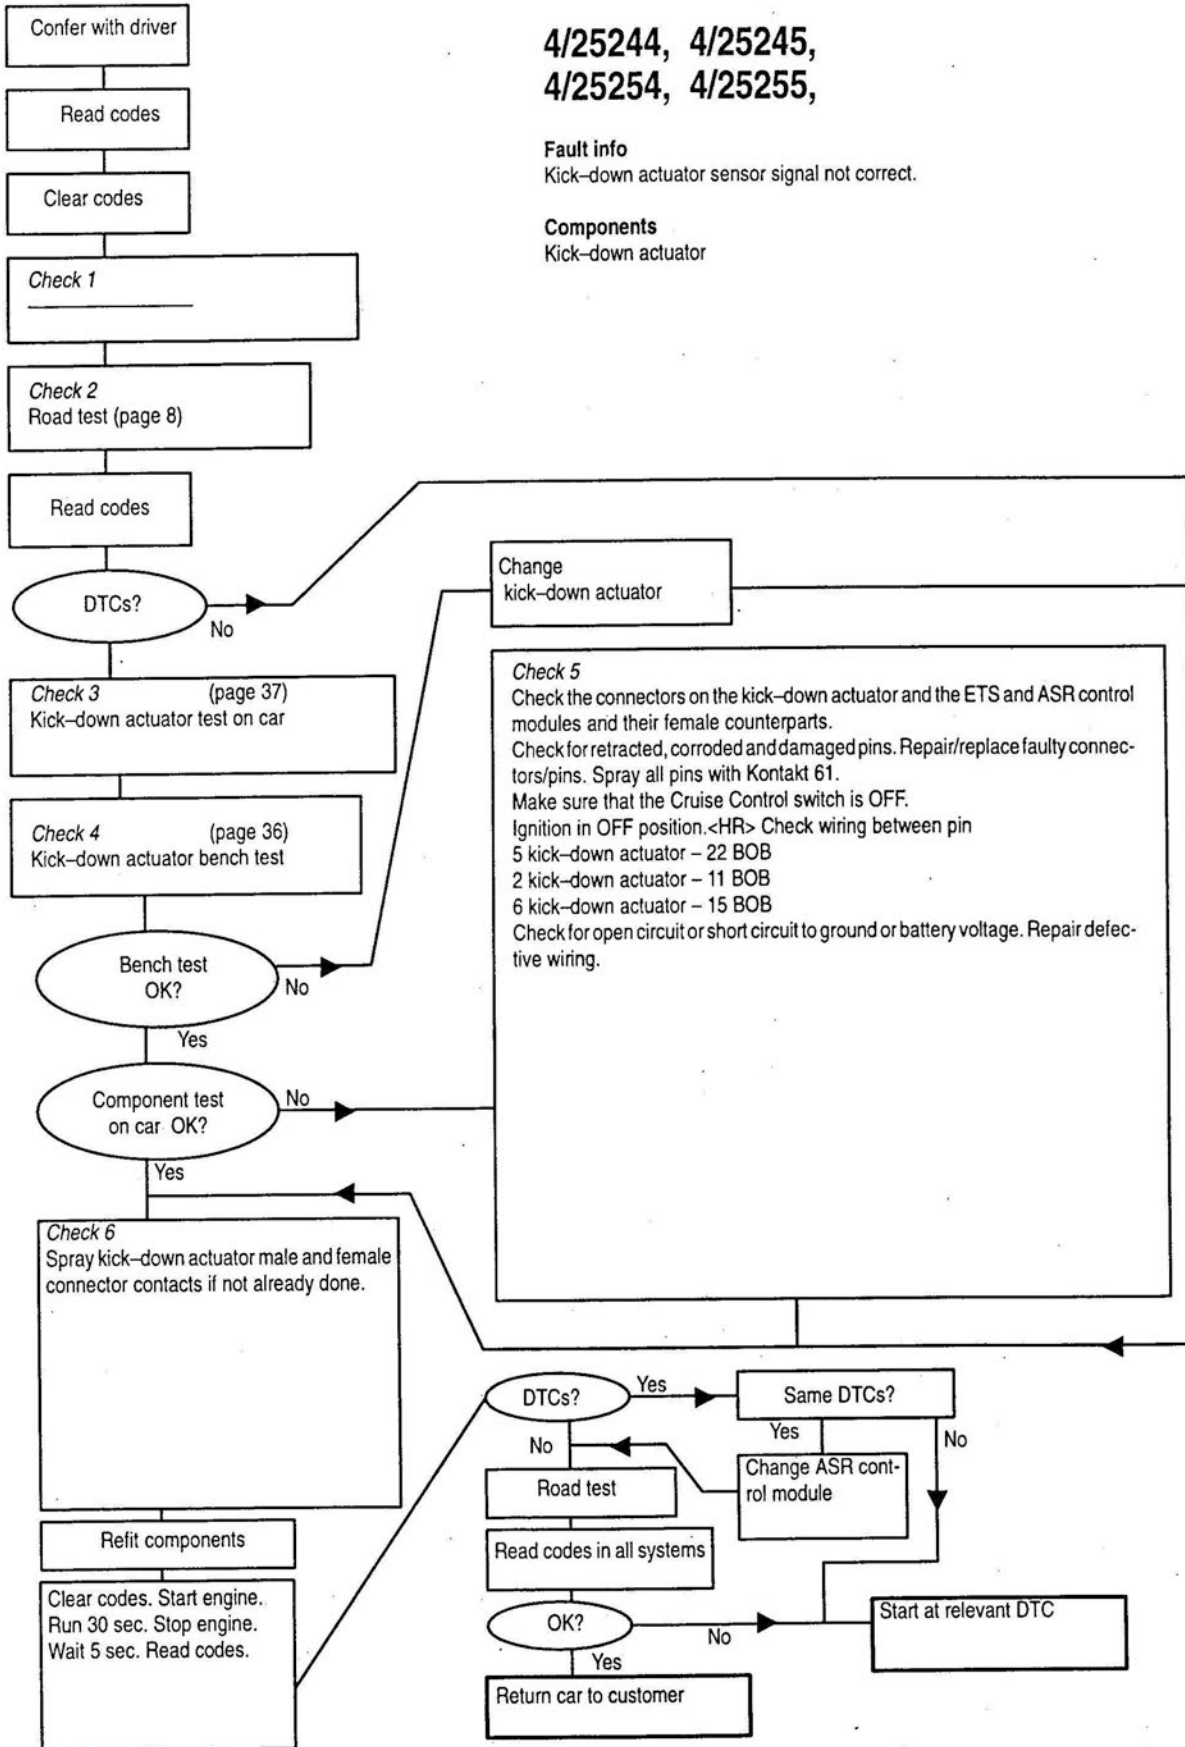 Confer with driver
Read codes
Clear codes
Check 1
Check 2
Road test (page 8)
Read codes
DTCs?
No
Check 3 (page 37)
Kick–down actuator test on car
Check 4 (page 36)
Kick–down actuator bench test
Bench test
OK?
No
Yes
Component test
on car OK?
No
Yes
Check 6
Spray kick–down actuator male and female
connector contacts if not already done.
Refit components
Clear codes. Start engine.
Run 30 sec. Stop engine.
Wait 5 sec. Read codes.
4/25244, 4/25245,
4/25254, 4/25255,
Fault info
Kick–down actuator sensor signal not correct.
Components
Kick–down actuator
Change
kick–down actuator
Check 5
Check the connectors on the kick–down actuator and the ETS and ASR control
modules and their female counterparts.
Check for retracted, corroded and damaged pins. Repair/replace faulty connec-
tors/pins. Spray all pins with Kontakt 61.
Make sure that the Cruise Control switch is OFF.
Ignition in OFF position.<HR> Check wiring between pin
5 kick–down actuator – 22 BOB
2 kick–down actuator – 11 BOB
6 kick–down actuator – 15 BOB
Check for open circuit or short circuit to ground or battery voltage. Repair defec-
tive wiring.
DTCs?
Yes
Same DTCs?
No
Yes
No
Change ASR cont-
rol module
Road test
Read codes in all systems
OK?
No
Start at relevant DTC
Yes
Return car to customer